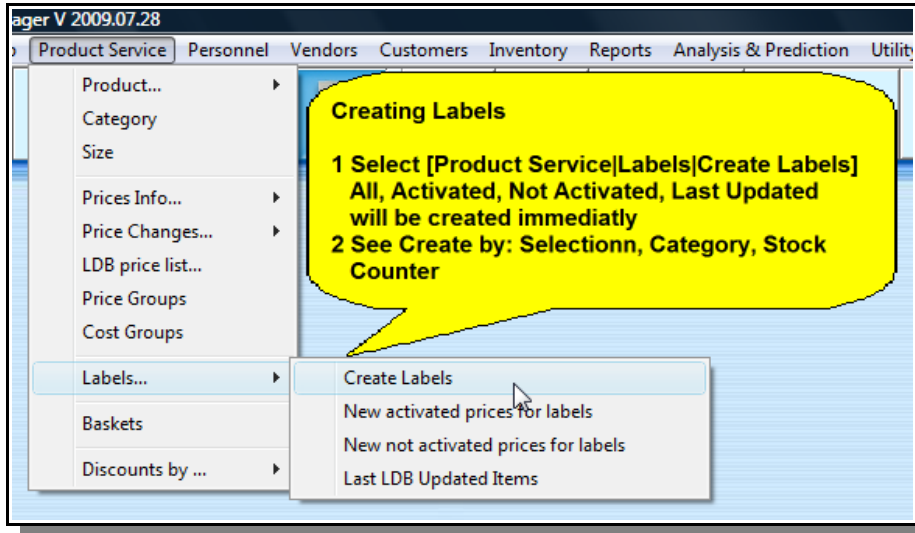 ager V 2009.07.28
Product Service Personnel Vendors Customers Inventory Reports Analysis & Prediction Utility
Product...
Category
Size
Prices Info...
Price Changes...
LDB price list...
Price Groups
Cost Groups
Labels...
Baskets
Discounts by ...
Creating Labels
1 Select [Product Service|Labels|Create Labels]
All, Activated, Not Activated, Last Updated
will be created immediatly
2 See Create by: Selectionn, Category, Stock
Counter
Create Labels
New activated prices for labels
New not activated prices for labels
Last LDB Updated Items